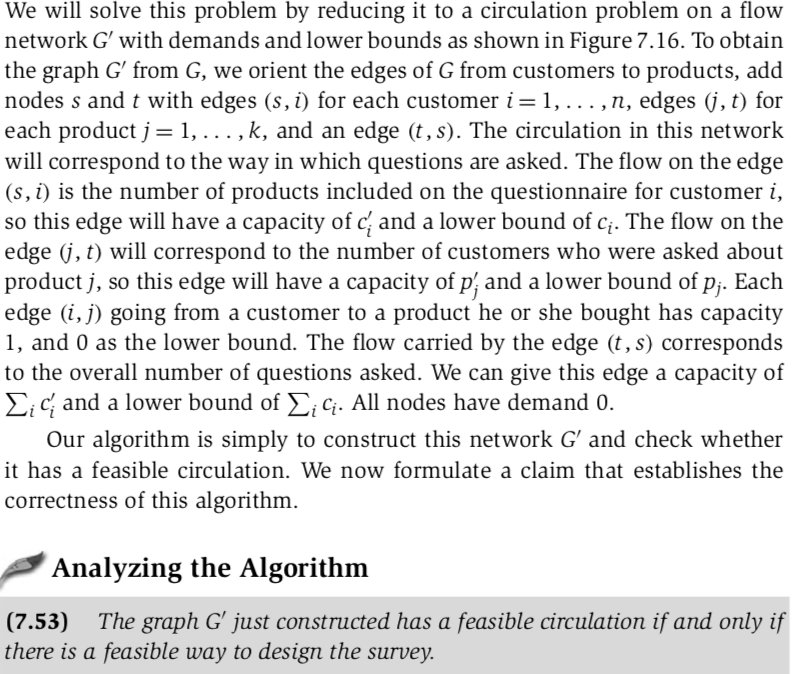 We will solve this problem by reducing it to a circulation problem on a flow
network G′ with demands and lower bounds as shown in Figure 7.16. To obtain
the graph G′ from G, we orient the edges of G from customers to products, add
nodes s and t with edges (s, i) for each customer i = 1, . . . , n, edges (j, t) for
each product j = 1, . . . , k, and an edge (t, s). The circulation in this network
will correspond to the way in which questions are asked. The flow on the edge
(s, i) is the number of products included on the questionnaire for customer i,
so this edge will have a capacity of c′ᵢ and a lower bound of cᵢ. The flow on the
edge (j, t) will correspond to the number of customers who were asked about
product j, so this edge will have a capacity of p′ⱼ and a lower bound of pⱼ. Each
edge (i, j) going from a customer to a product he or she bought has capacity
1, and 0 as the lower bound. The flow carried by the edge (t, s) corresponds
to the overall number of questions asked. We can give this edge a capacity of
∑ᵢ c′ᵢ and a lower bound of ∑ᵢ cᵢ. All nodes have demand 0.
Our algorithm is simply to construct this network G′ and check whether
it has a feasible circulation. We now formulate a claim that establishes the
correctness of this algorithm.
Analyzing the Algorithm
(7.53) The graph G′ just constructed has a feasible circulation if and only if
there is a feasible way to design the survey.